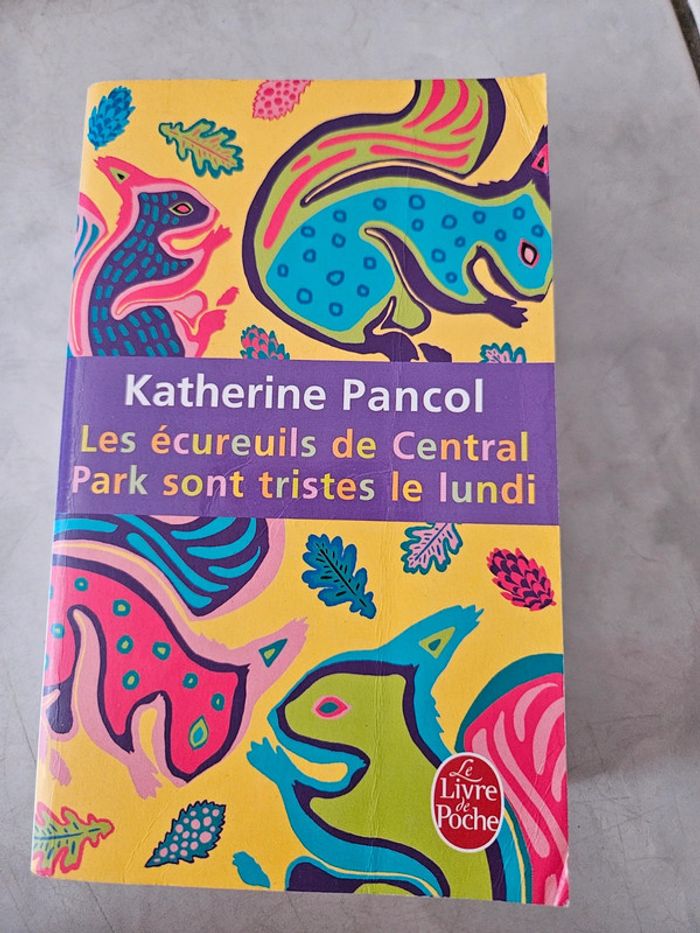 Katherine Pancol
Les écureuils de Central
Park sont tristes le lundi
Le
Livre
de
Poche